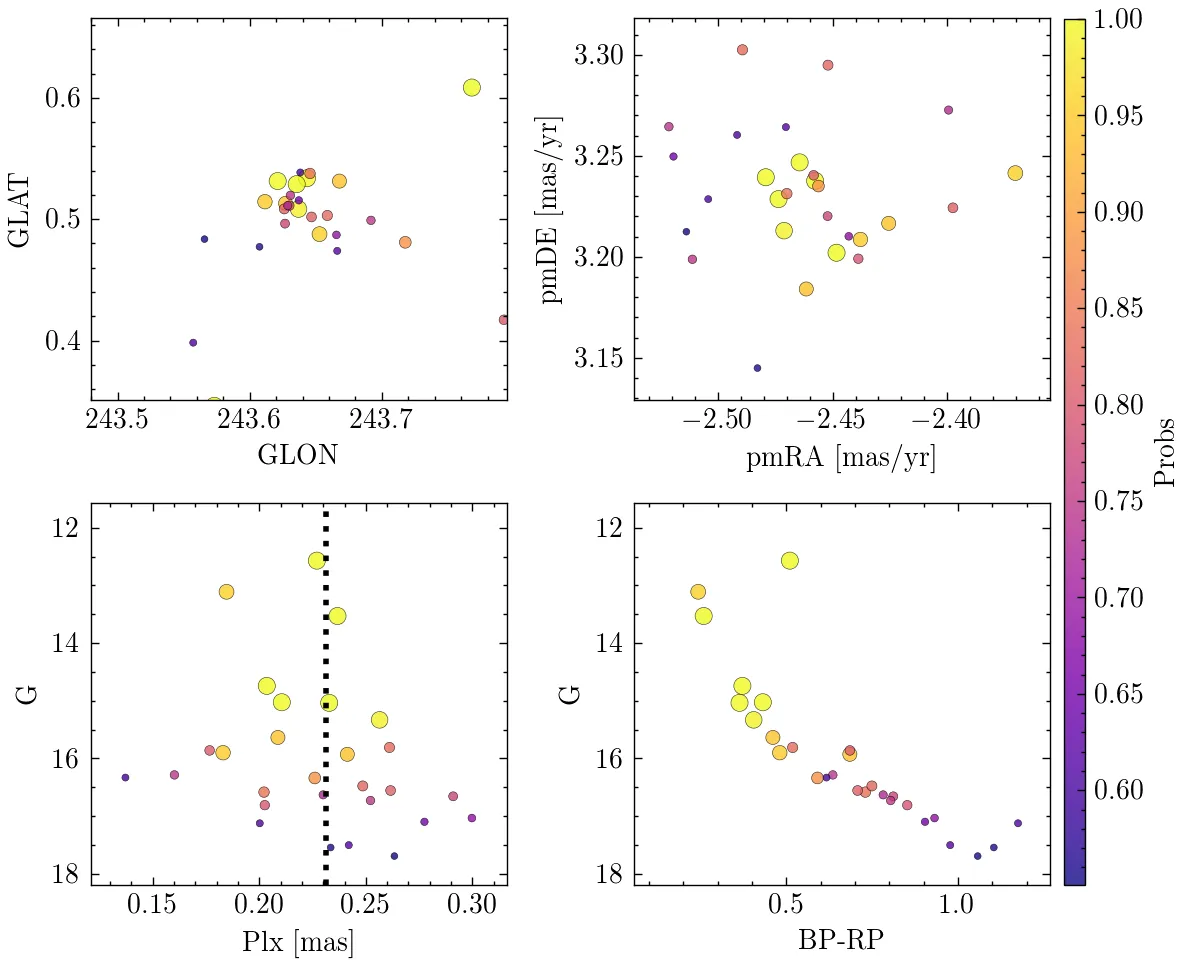 GLAT
0.6
0.5
0.4
243.5 243.6 243.7
GLON
pmDE [mas/yr]
3.30
3.25
3.20
3.15
−2.50 −2.45 −2.40
pmRA [mas/yr]
G
12
14
16
18
0.15 0.20 0.25 0.30
Plx [mas]
G
12
14
16
18
0.5 1.0
BP-RP
1.00
0.95
0.90
0.85
0.80
0.75
0.70
0.65
0.60
Probs